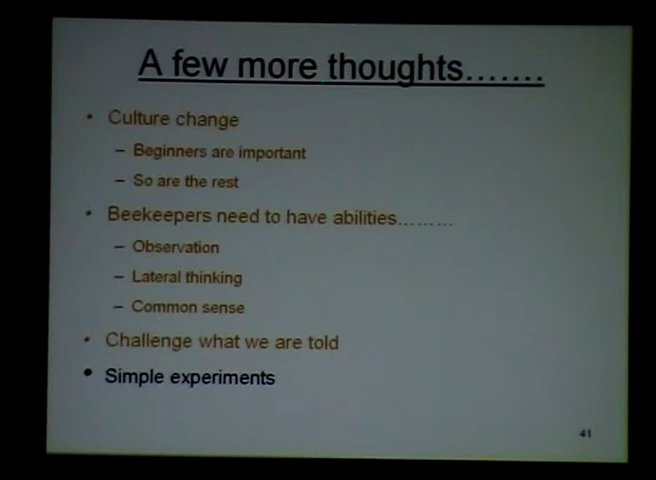 A few more thoughts.......
• Culture change
– Beginners are important
– So are the rest
• Beekeepers need to have abilities.........
– Observation
– Lateral thinking
– Common sense
• Challenge what we are told
• Simple experiments
41